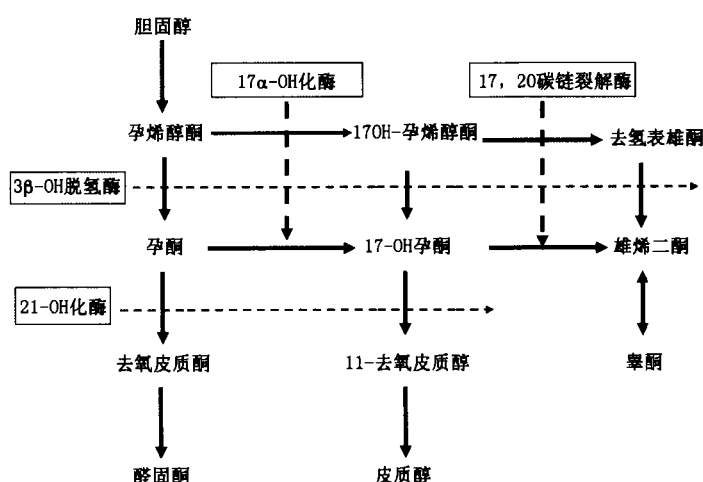 胆固醇
17α-OH化酶
17，20碳链裂解酶
孕烯醇酮
17OH-孕烯醇酮
去氢表雄酮
3β-OH脱氢酶
孕酮
17-OH孕酮
雄烯二酮
21-OH化酶
去氧皮质酮
11-去氧皮质醇
睾酮
醛固酮
皮质醇